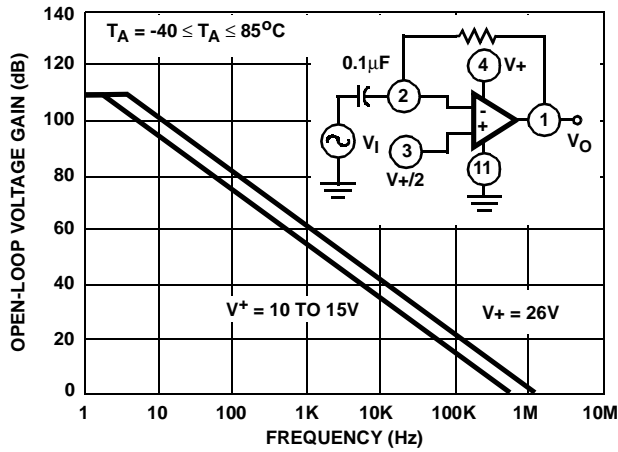 OPEN-LOOP VOLTAGE GAIN (dB)
140
120
100
80
60
40
20
0
T_A = -40 ≤ T_A ≤ 85°C
0.1μF
V_I
2
3
V+/2
4
V+
-
+
11
1
V_O
V⁺ = 10 TO 15V
V+ = 26V
1
10
100
1K
10K
100K
1M
10M
FREQUENCY (Hz)